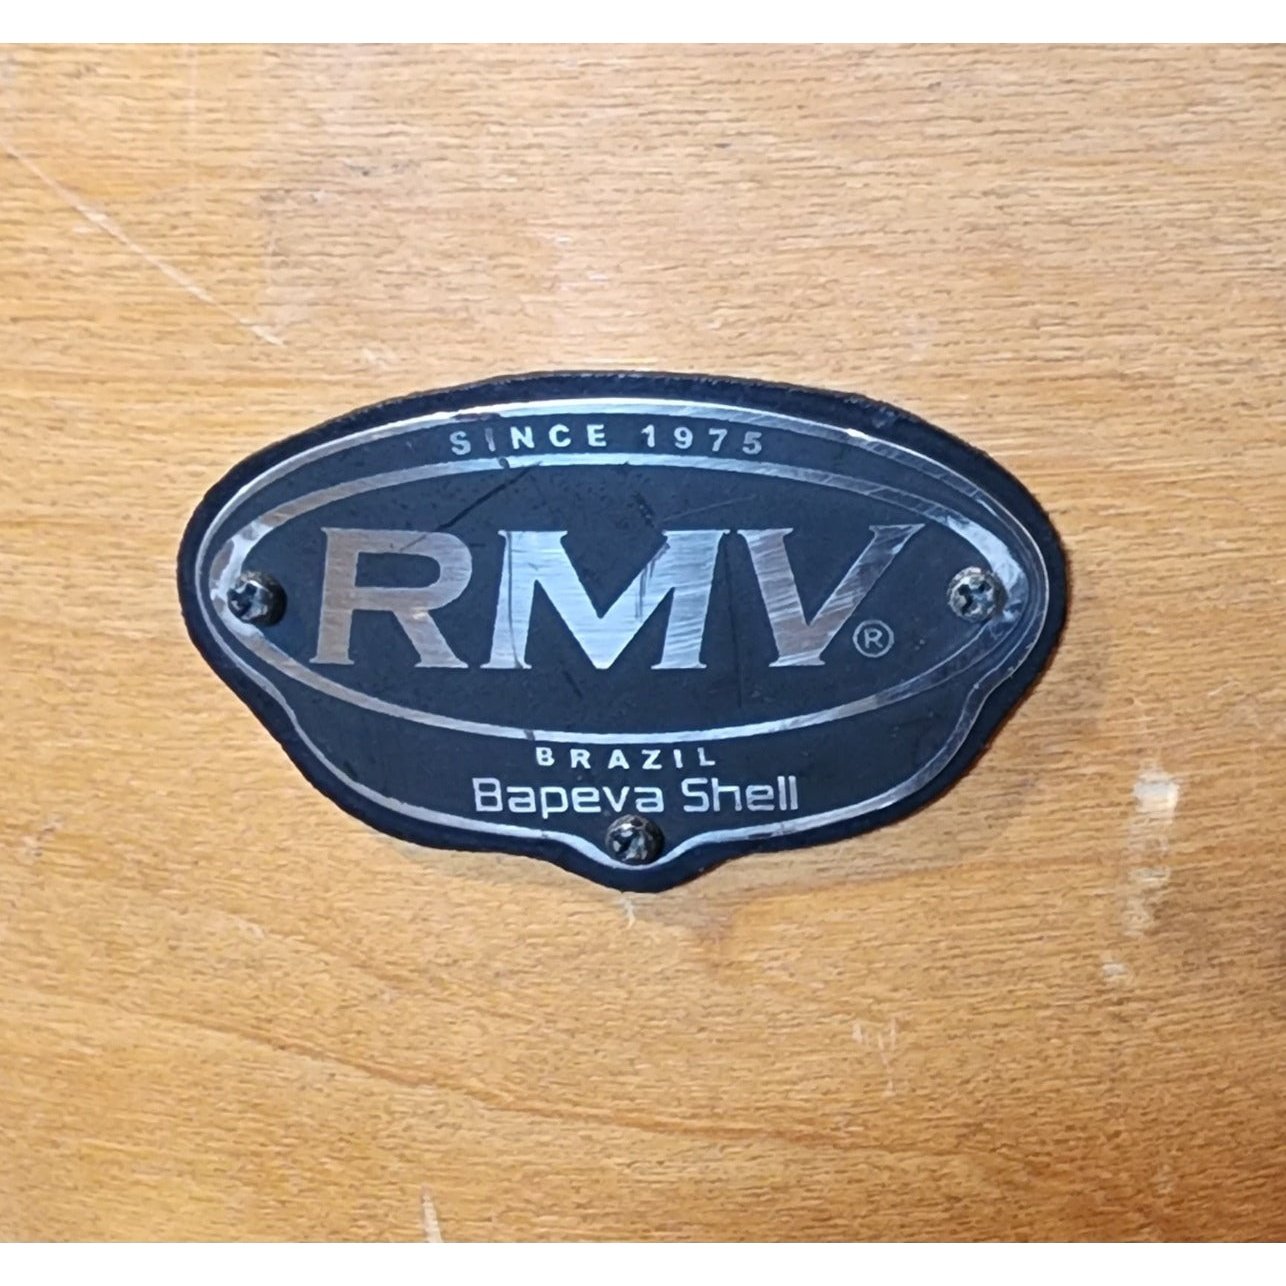 SINCE 1975
RMV®
BRAZIL
Bapeva Shell